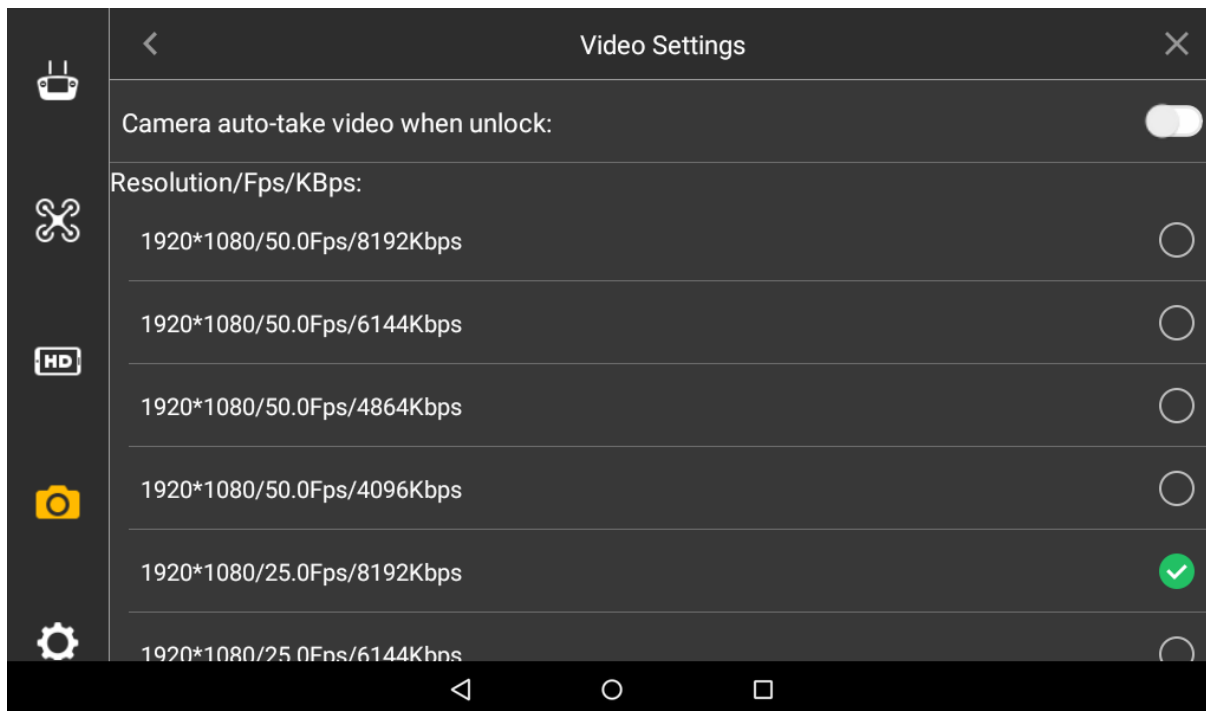 Video Settings
Camera auto-take video when unlock:
Resolution/Fps/KBps:
1920*1080/50.0Fps/8192Kbps
1920*1080/50.0Fps/6144Kbps
1920*1080/50.0Fps/4864Kbps
HD
1920*1080/50.0Fps/4096Kbps
1920*1080/25.0Fps/8192Kbps
1920*1080/25.0Fps/6144Kbps